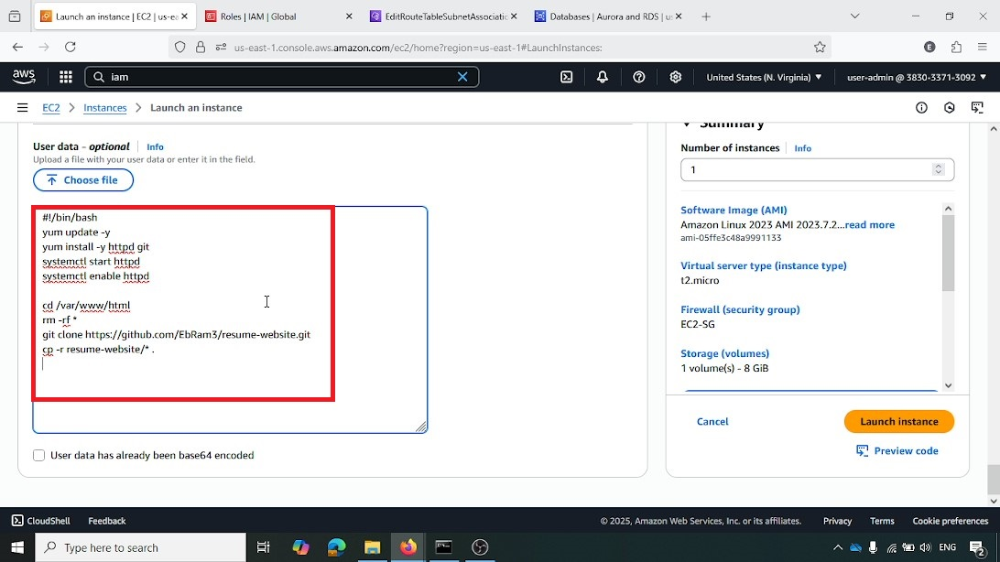 Launch an instance | EC2 | us-ea
Roles | IAM | Global
EditRouteTableSubnetAssociatio
Databases | Aurora and RDS | us
us-east-1.console.aws.amazon.com/ec2/home?region=us-east-1#LaunchInstances:
E
aws
iam
United States (N. Virginia)
user-admin @ 3830-3371-3092
EC2
Instances
Launch an instance
User data – optional
Info
Upload a file with your user data or enter it in the field.
Choose file
#!/bin/bash
yum update -y
yum install -y httpd git
systemctl start httpd
systemctl enable httpd
cd /var/www/html
rm -rf *
git clone https://github.com/EbRam3/resume-website.git
cp -r resume-website/* .
User data has already been base64 encoded
Summary
Number of instances
Info
1
Software Image (AMI)
Amazon Linux 2023 AMI 2023.7.2...read more
ami-05ffe3c48a9991133
Virtual server type (instance type)
t2.micro
Firewall (security group)
EC2-SG
Storage (volumes)
1 volume(s) - 8 GiB
Cancel
Launch instance
Preview code
CloudShell
Feedback
© 2025, Amazon Web Services, Inc. or its affiliates.
Privacy
Terms
Cookie preferences
Type here to search
ENG
2